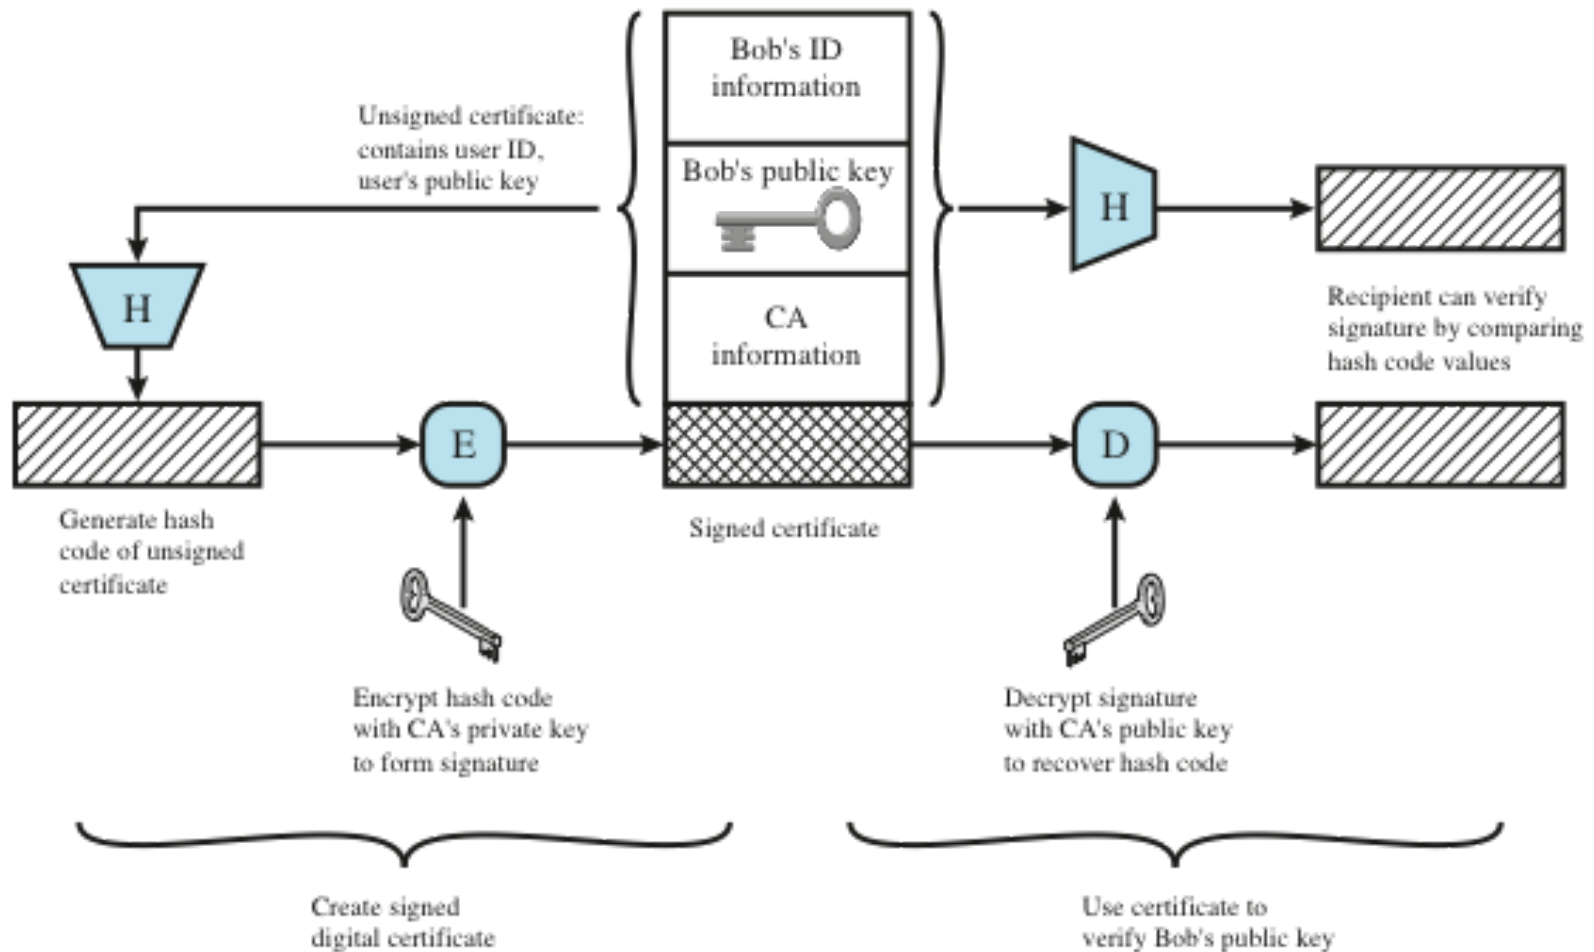 Bob's ID
information
Unsigned certificate:
contains user ID,
user's public key
Bob's public key
H
H
CA
information
Recipient can verify
signature by comparing
hash code values
E
D
Generate hash
code of unsigned
certificate
Signed certificate
Encrypt hash code
with CA's private key
to form signature
Decrypt signature
with CA's public key
to recover hash code
Create signed
digital certificate
Use certificate to
verify Bob's public key